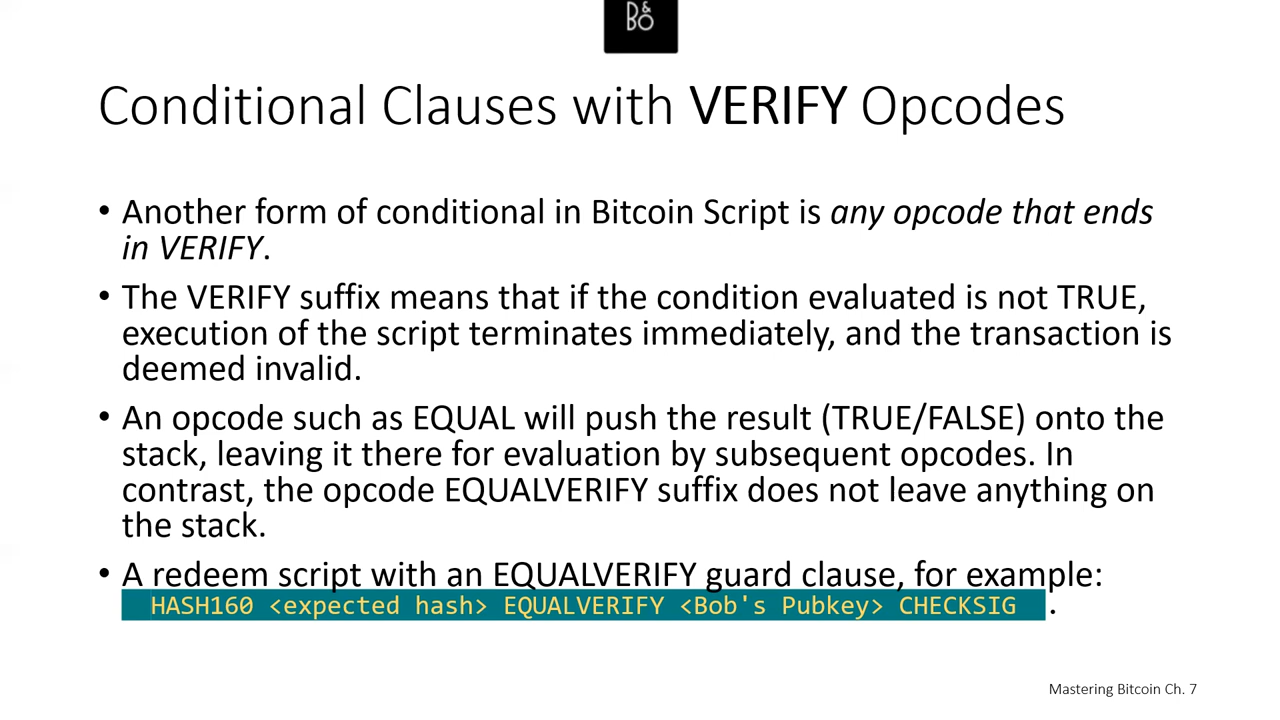 D&
BO
Conditional Clauses with VERIFY Opcodes
• Another form of conditional in Bitcoin Script is any opcode that ends
in VERIFY.
• The VERIFY suffix means that if the condition evaluated is not TRUE,
execution of the script terminates immediately, and the transaction is
deemed invalid.
• An opcode such as EQUAL will push the result (TRUE/FALSE) onto the
stack, leaving it there for evaluation by subsequent opcodes. In
contrast, the opcode EQUALVERIFY suffix does not leave anything on
the stack.
• A redeem script with an EQUALVERIFY guard clause, for example:
HASH160 <expected hash> EQUALVERIFY <Bob's Pubkey> CHECKSIG .
Mastering Bitcoin Ch. 7